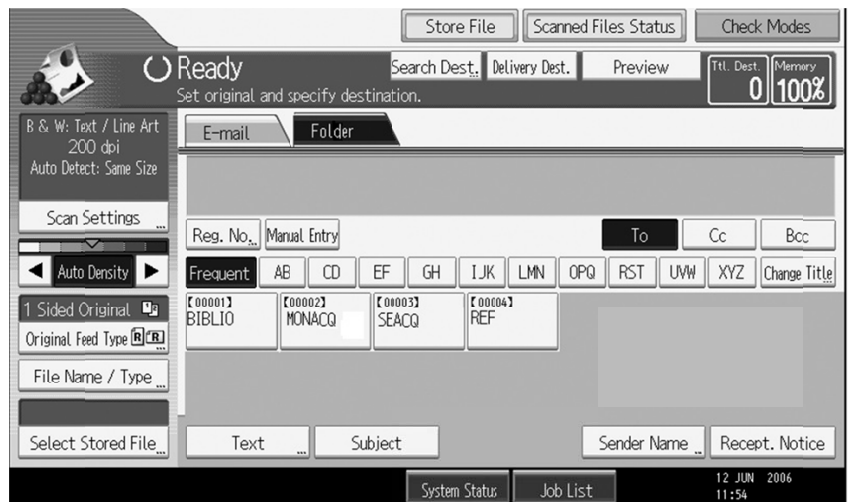 Store File Scanned Files Status Check Modes
Ready Search Dest. Delivery Dest. Preview Ttl. Dest. Memory
Set original and specify destination. 0 100%
B & W: Text / Line Art
200 dpi
Auto Detect: Same Size
E-mail Folder
Scan Settings
Reg. No. Manual Entry To Cc Bcc
Auto Density Frequent AB CD EF GH IJK LMN OPQ RST UVW XYZ Change Title
1 Sided Original 【00001】 【00002】 【00003】 【00004】
BIBLIO MONACQ SEACQ REF
Original Feed Type R R
File Name / Type
Select Stored File Text Subject Sender Name Recept. Notice
System Status Job List 12 JUN 2006
11:54